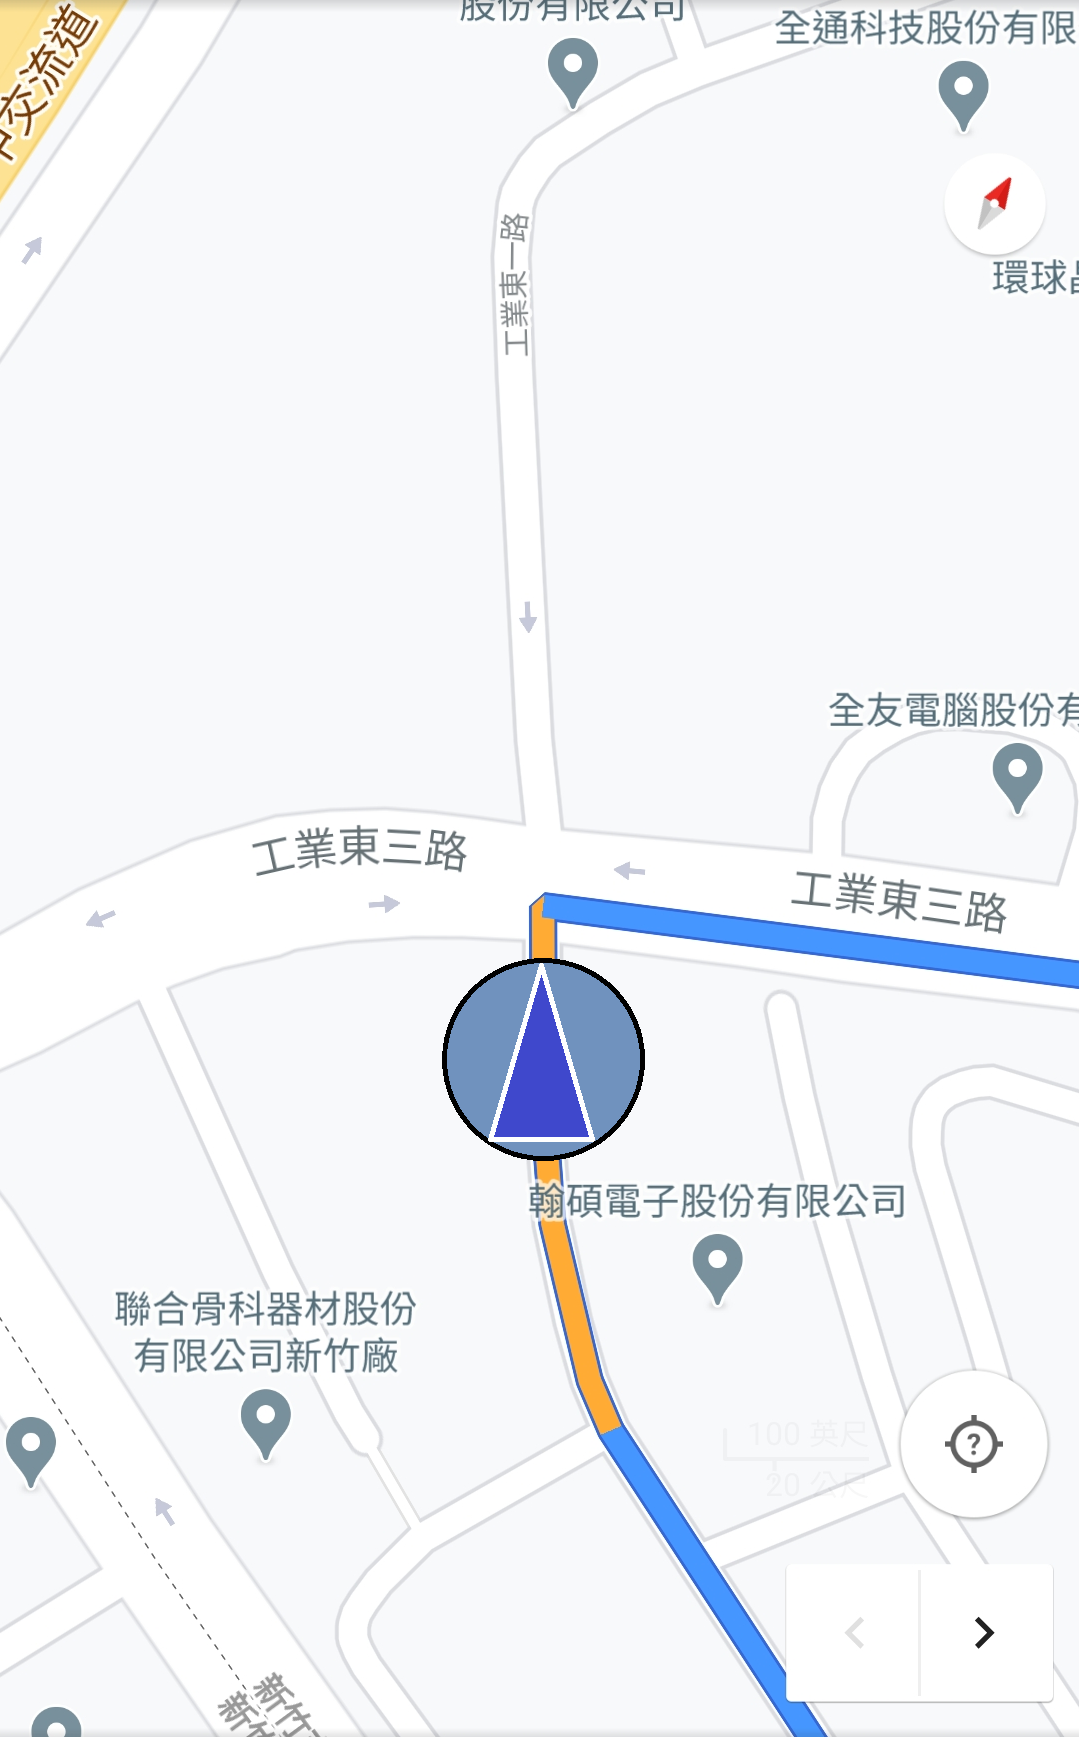 股份有限公司
全通科技股份有限
中交流道
工業東一路
環球晶
全友電腦股份有
工業東三路
工業東三路
翰碩電子股份有限公司
聯合骨科器材股份
有限公司新竹廠
100 英尺
20 公尺
?
新竹
新竹